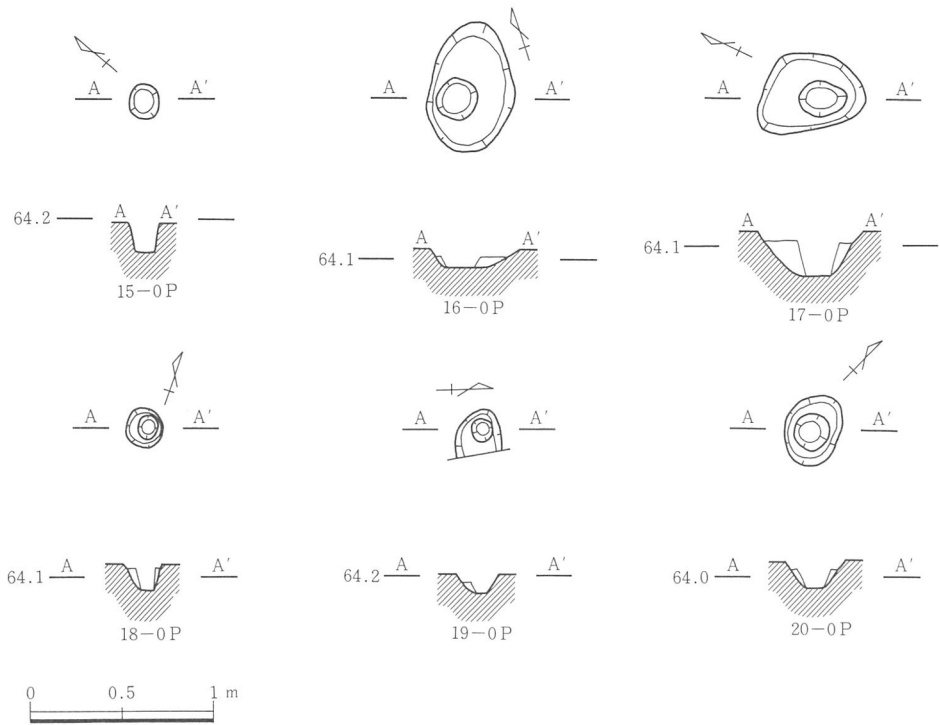 A A′ A A′ A A′
64.2 A A′
64.1 A A′
64.1 A A′
15-0P
16-0P
17-0P
A A′ A A′ A A′
64.1 A A′
64.2 A A′
64.0 A A′
18-0P
19-0P
20-0P
0 0.5 1 m